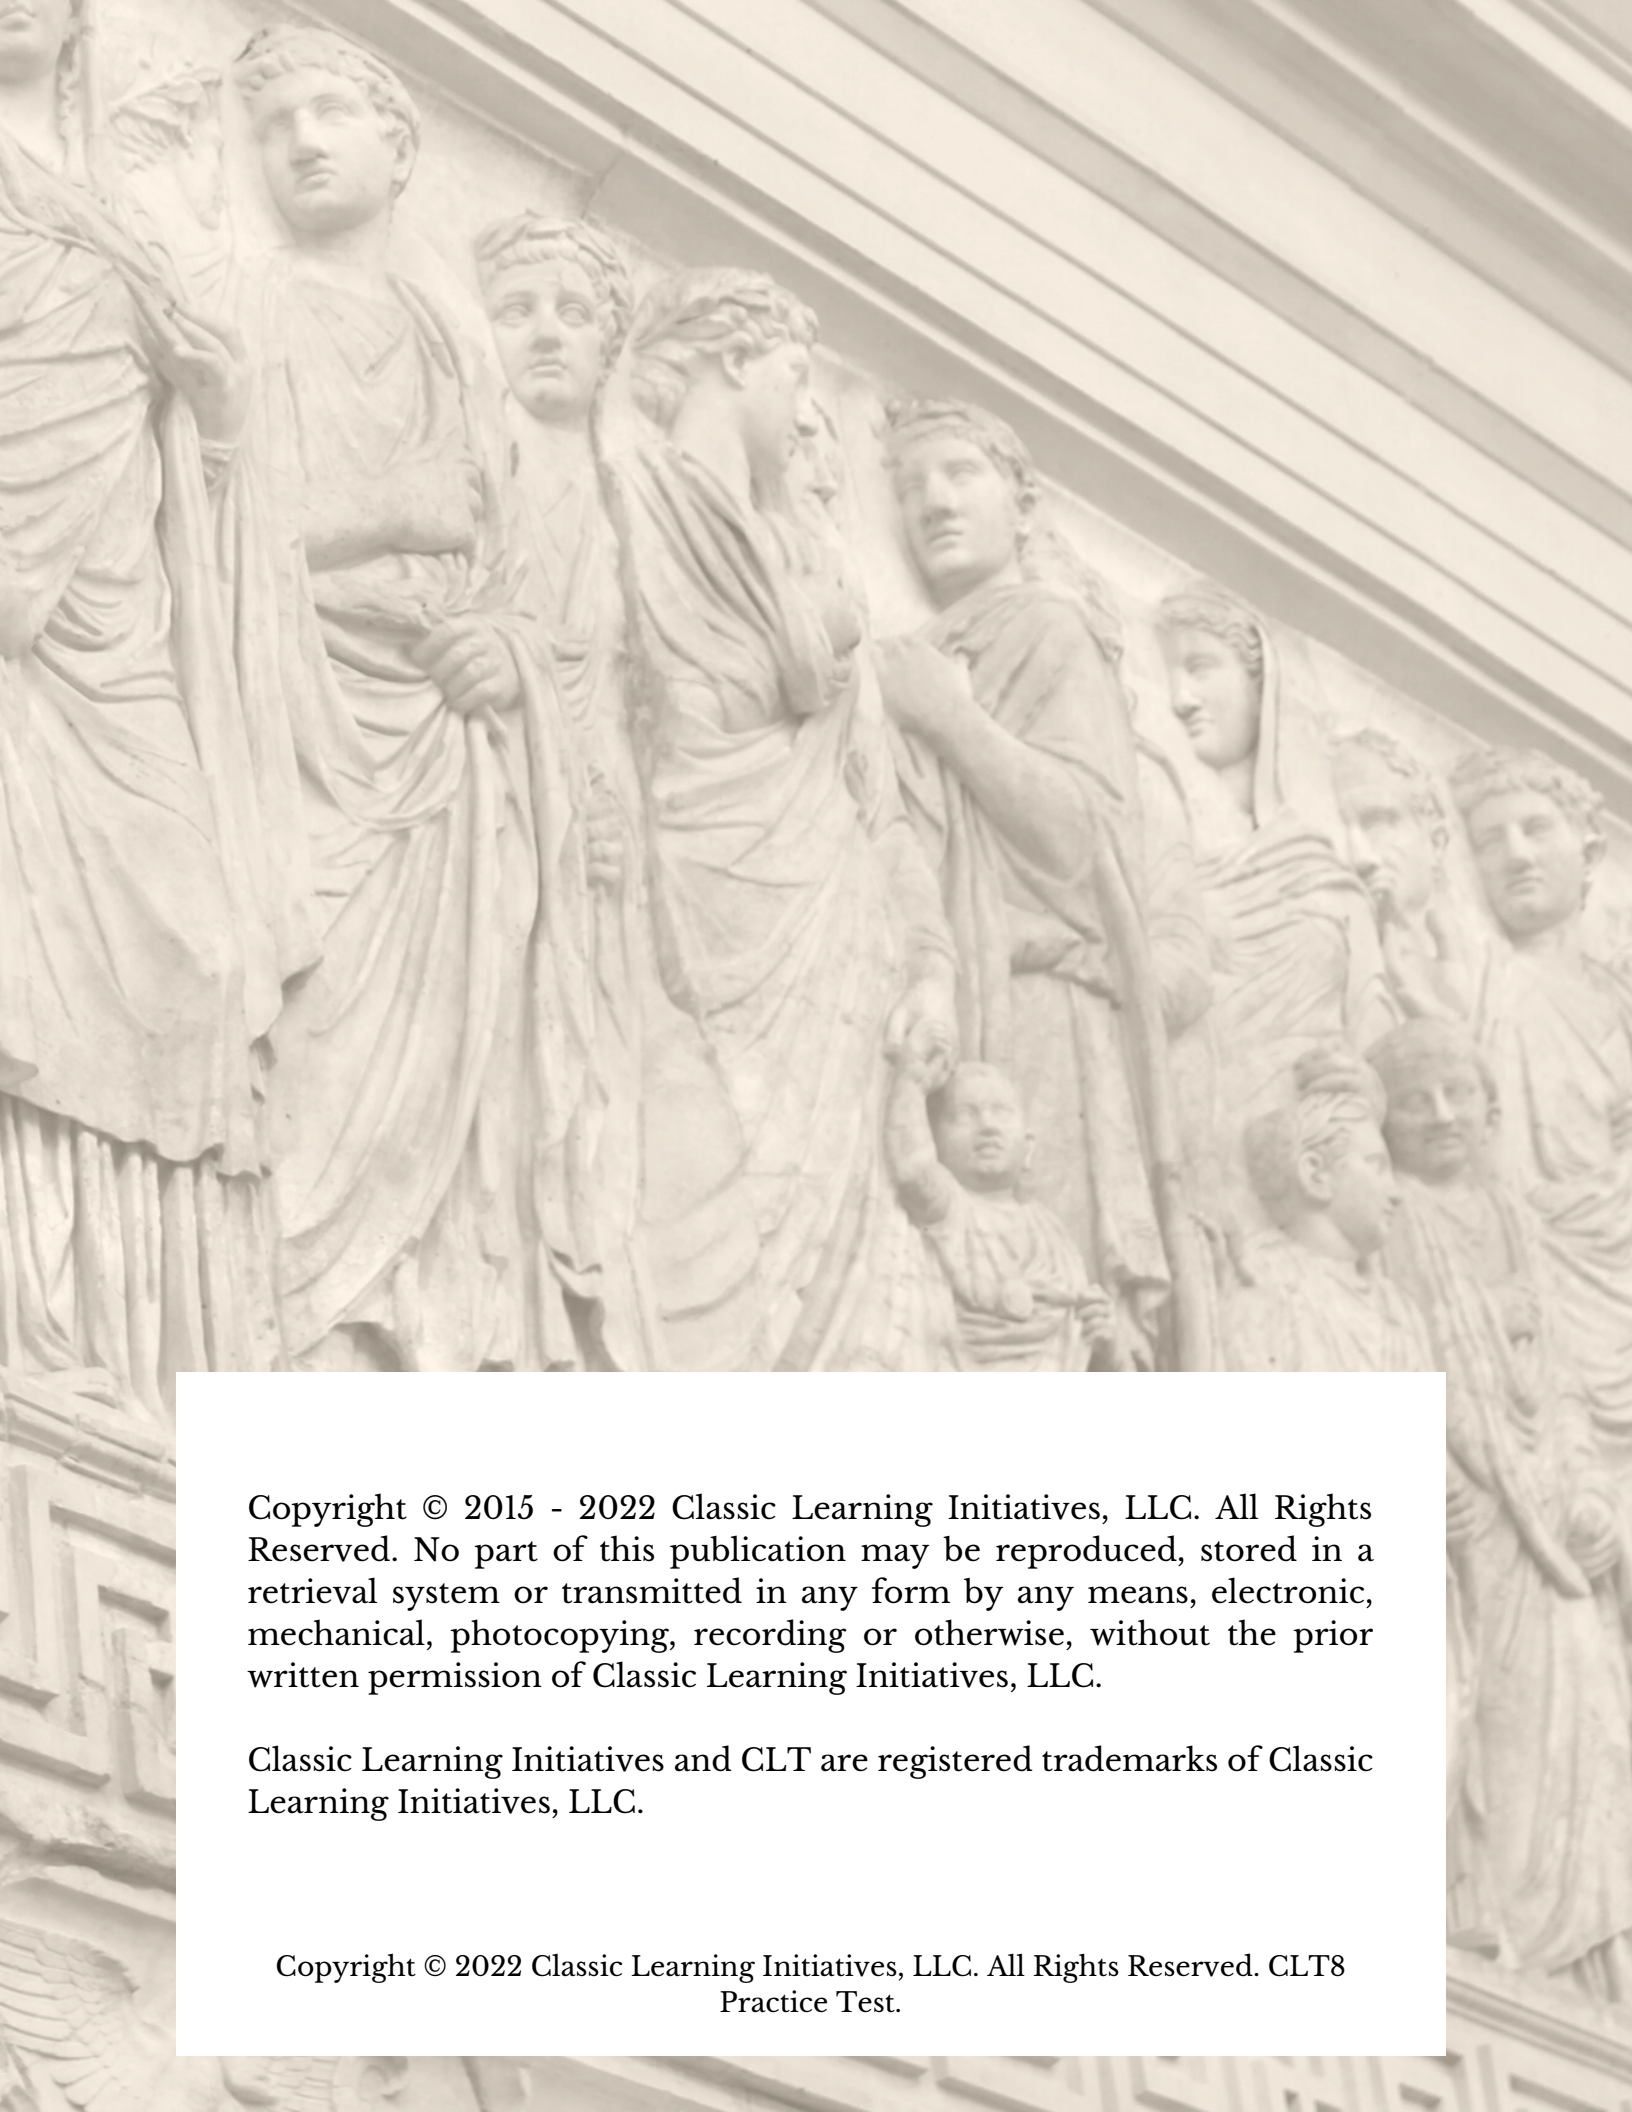 Copyright © 2015 - 2022 Classic Learning Initiatives, LLC. All Rights
Reserved. No part of this publication may be reproduced, stored in a
retrieval system or transmitted in any form by any means, electronic,
mechanical, photocopying, recording or otherwise, without the prior
written permission of Classic Learning Initiatives, LLC.
Classic Learning Initiatives and CLT are registered trademarks of Classic
Learning Initiatives, LLC.
Copyright © 2022 Classic Learning Initiatives, LLC. All Rights Reserved. CLT8
Practice Test.